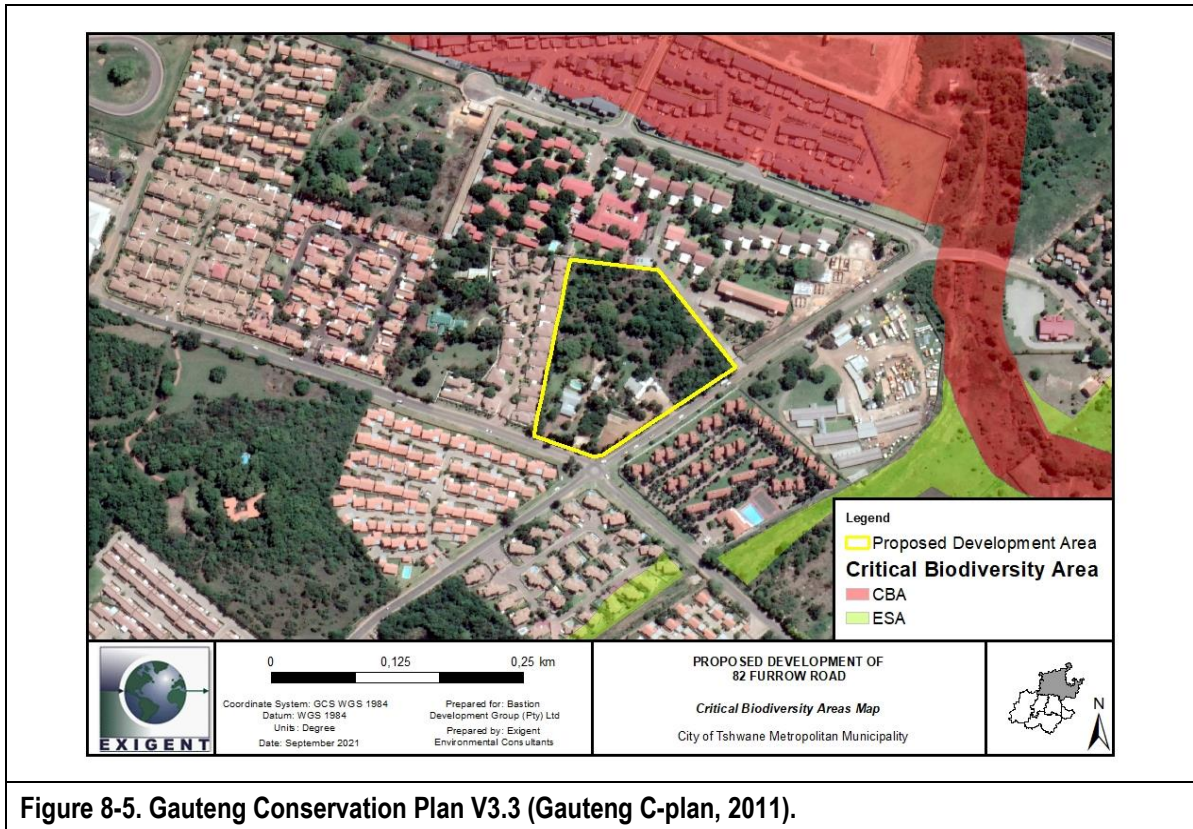 Legend
Proposed Development Area
Critical Biodiversity Area
CBA
ESA
EXIGENT
0 0,125 0,25 km
Coordinate System: GCS WGS 1984
Datum: WGS 1984
Units: Degree
Date: September 2021
Prepared for: Bastion
Development Group (Pty) Ltd
Prepared by: Exigent
Environmental Consultants
PROPOSED DEVELOPMENT OF
82 FURROW ROAD
Critical Biodiversity Areas Map
City of Tshwane Metropolitan Municipality
N
Figure 8-5. Gauteng Conservation Plan V3.3 (Gauteng C-plan, 2011).